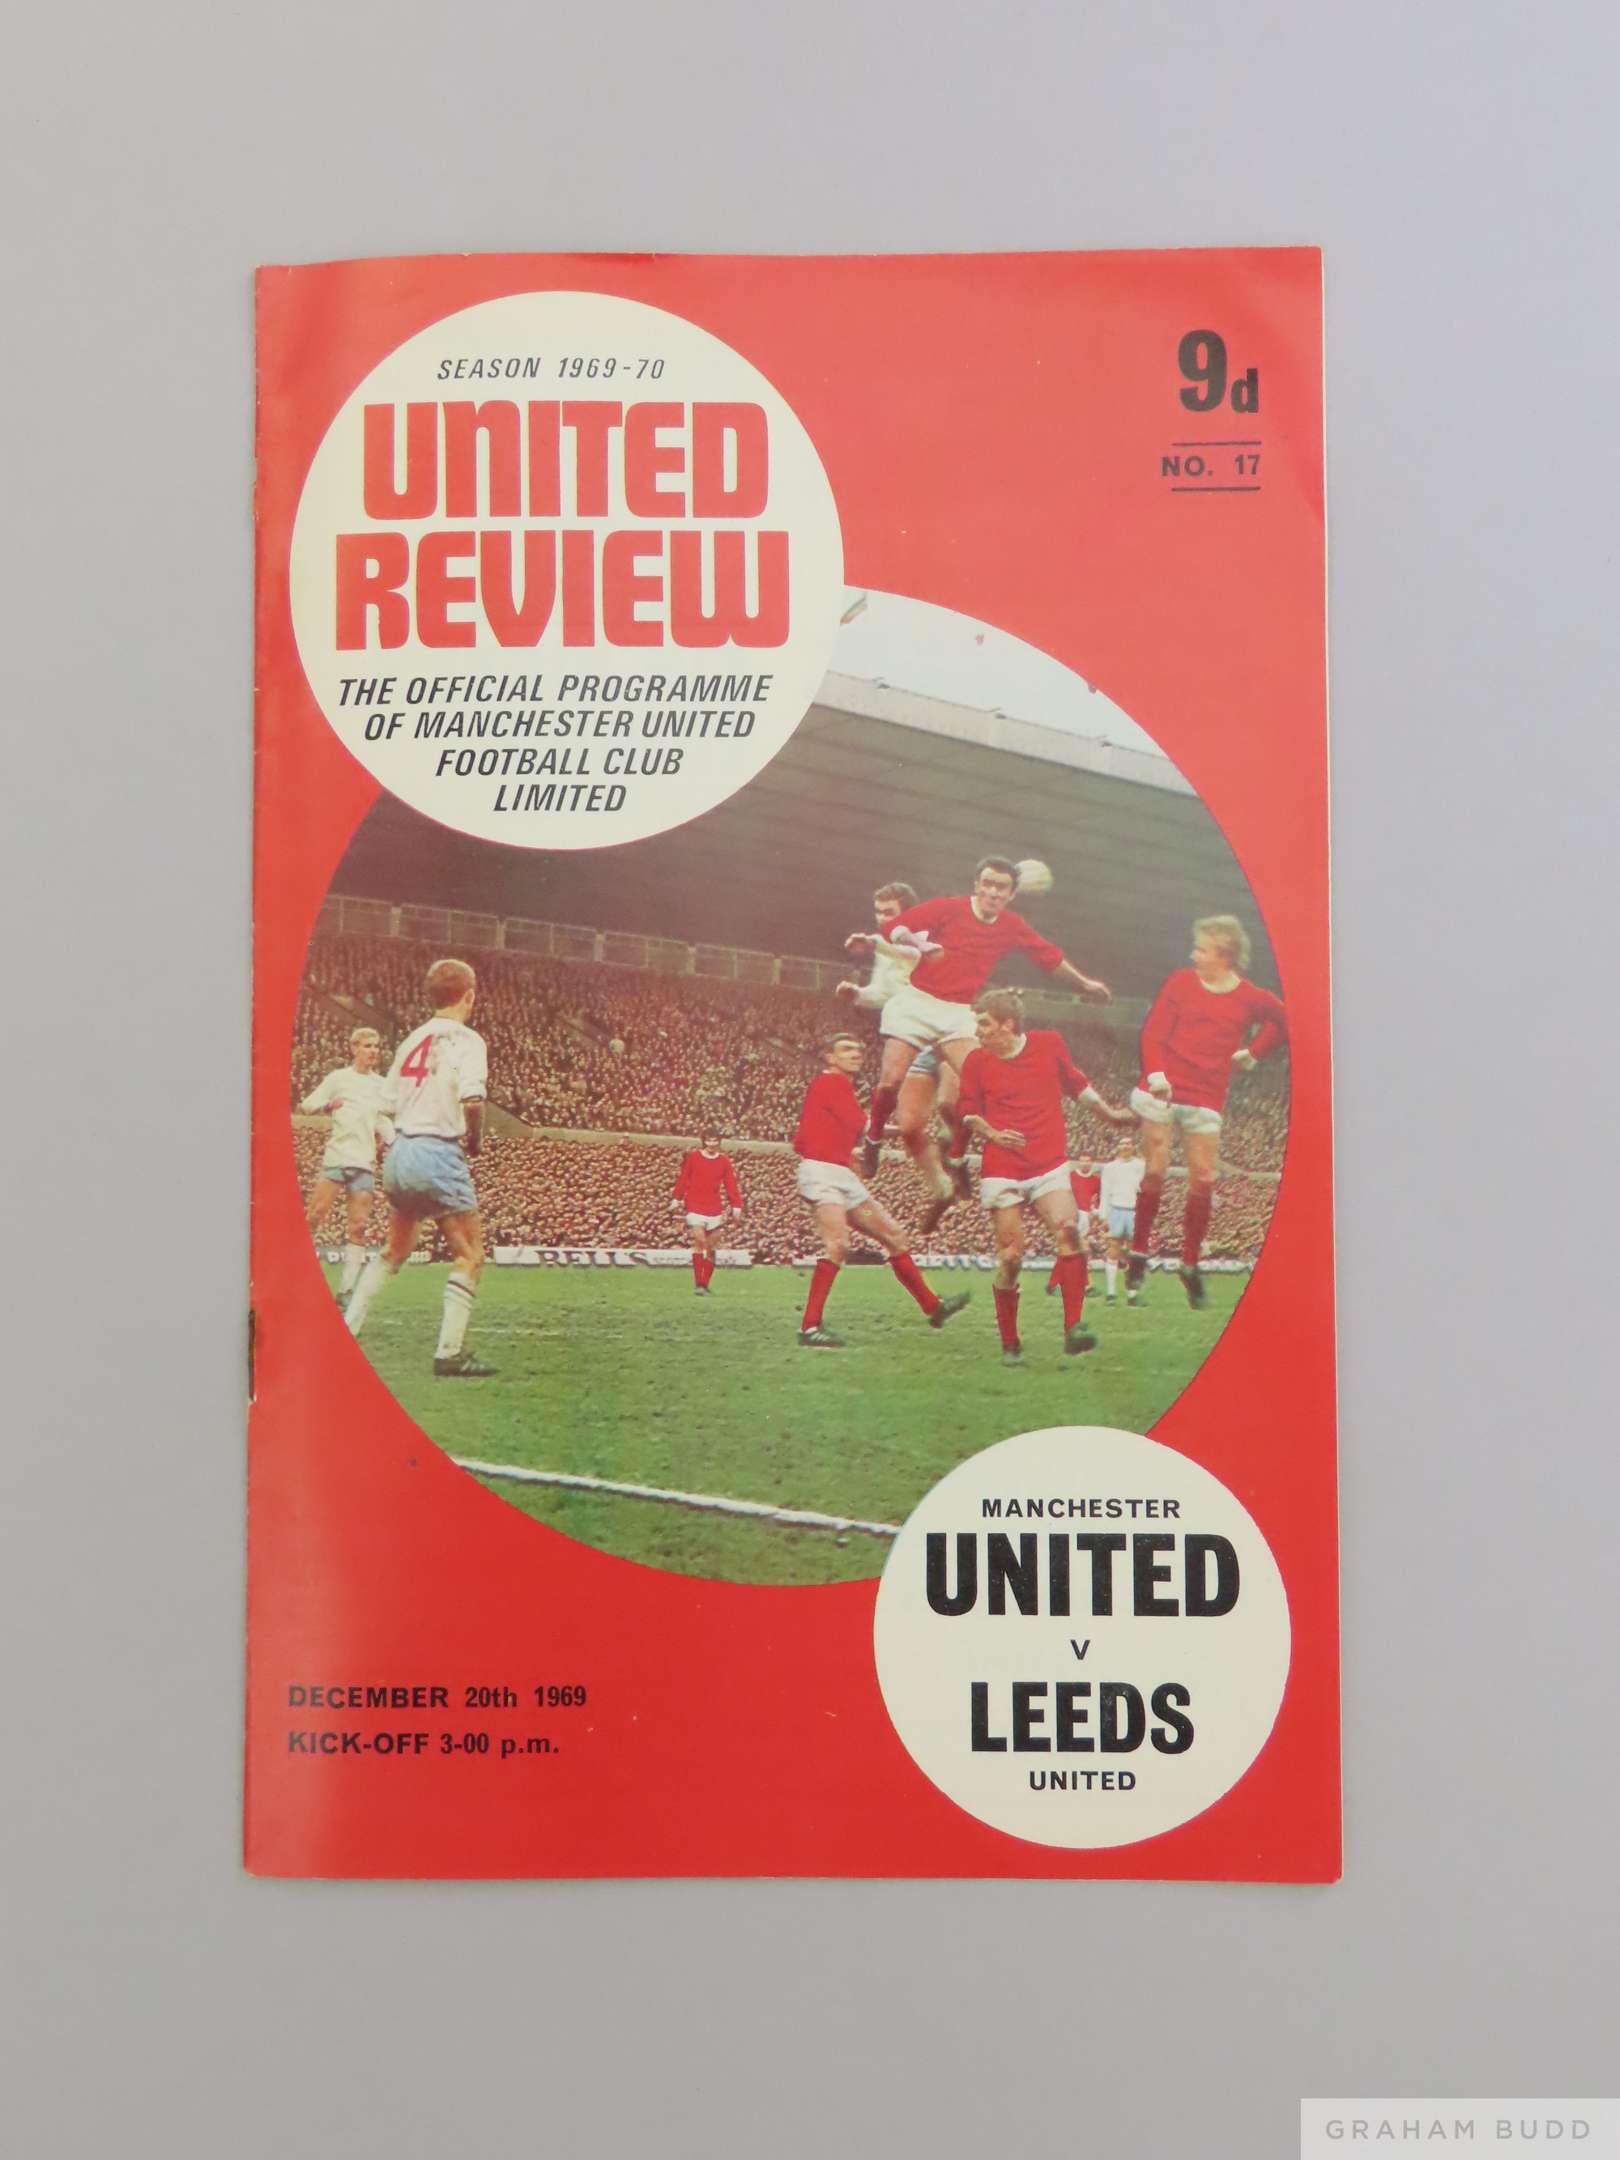 SEASON 1969-70
UNITED
REVIEW
THE OFFICIAL PROGRAMME
OF MANCHESTER UNITED
FOOTBALL CLUB
LIMITED
9d
NO. 17
4
BELL'S
MANCHESTER
UNITED
V
LEEDS
UNITED
DECEMBER 20th 1969
KICK-OFF 3-00 p.m.
GRAHAM BUDD